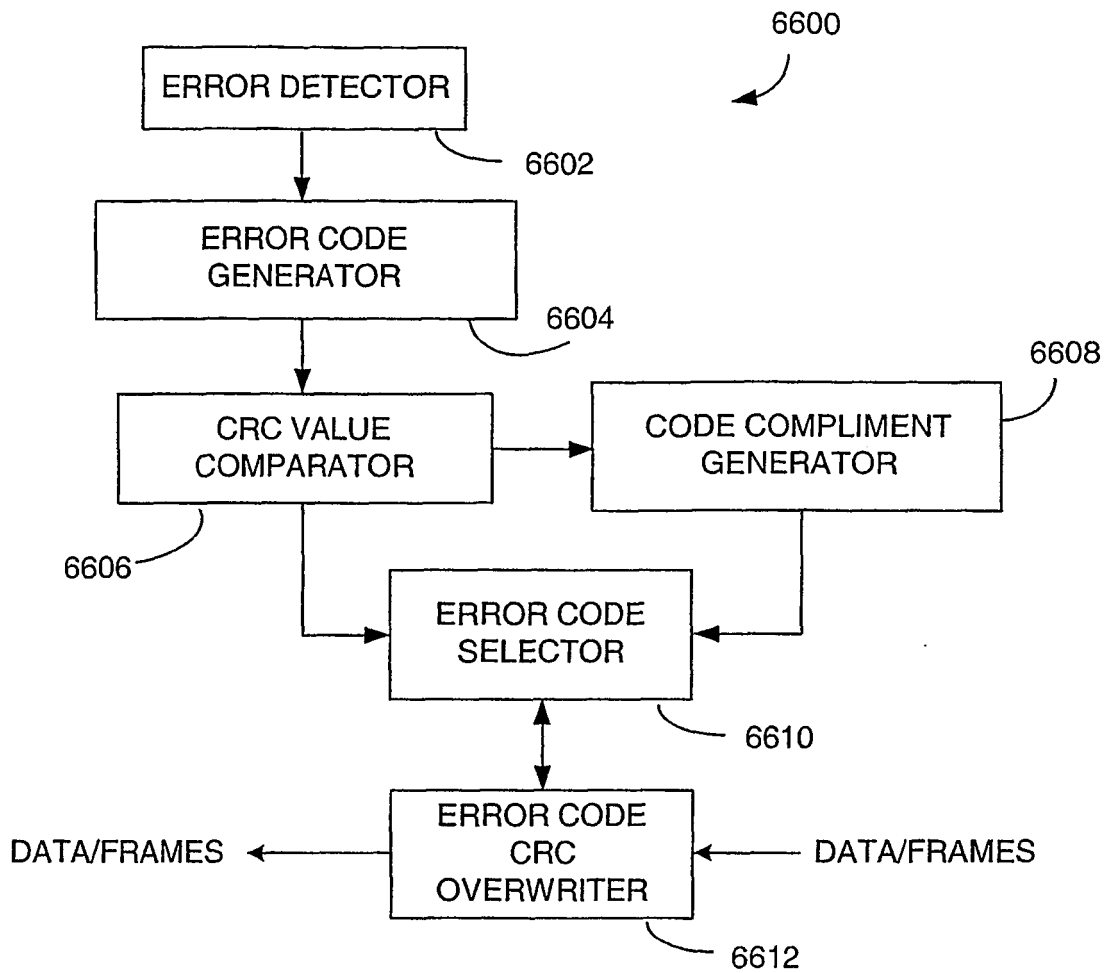 6600
ERROR DETECTOR
6602
ERROR CODE
GENERATOR
6604
6608
CRC VALUE
COMPARATOR
CODE COMPLIMENT
GENERATOR
6606
ERROR CODE
SELECTOR
6610
ERROR CODE
CRC
OVERWRITER
DATA/FRAMES
DATA/FRAMES
6612